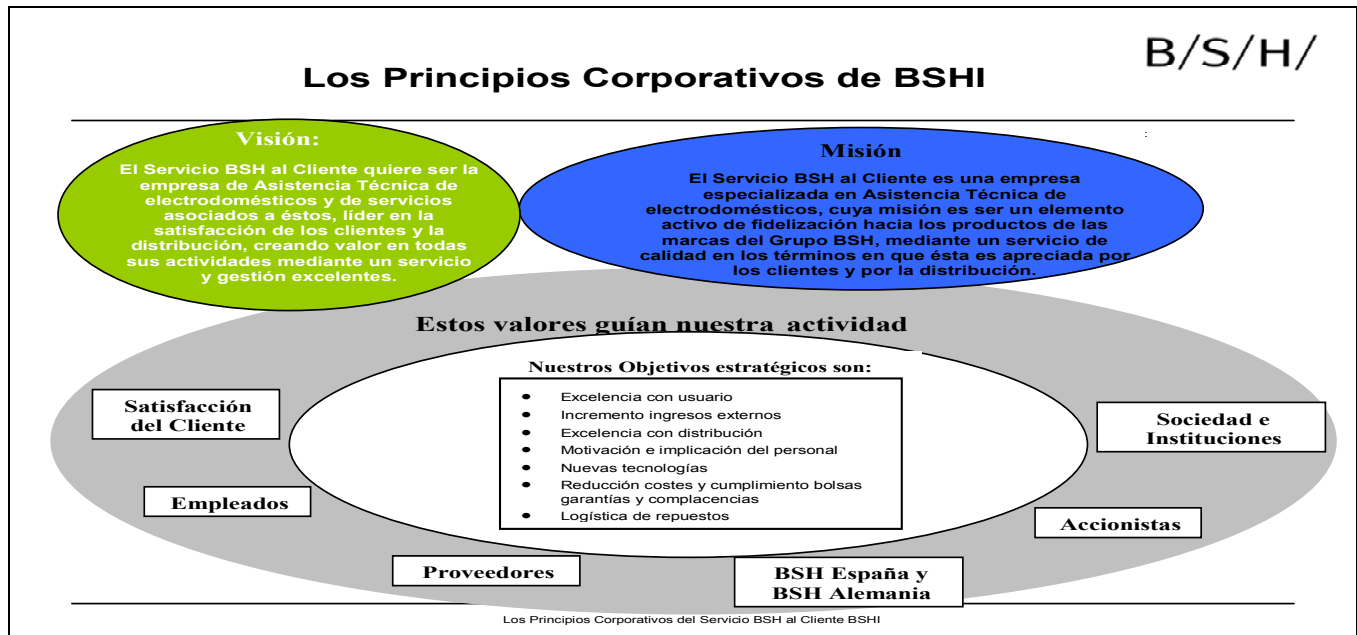 B/S/H/
Los Principios Corporativos de BSHI
Visión:
El Servicio BSH al Cliente quiere ser la
empresa de Asistencia Técnica de
electrodomésticos y de servicios
asociados a éstos, líder en la
satisfacción de los clientes y la
distribución, creando valor en todas
sus actividades mediante un servicio
y gestión excelentes.
:
Misión
El Servicio BSH al Cliente es una empresa
especializada en Asistencia Técnica de
electrodomésticos, cuya misión es ser un elemento
activo de fidelización hacia los productos de las
marcas del Grupo BSH, mediante un servicio de
calidad en los términos en que ésta es apreciada por
los clientes y por la distribución.
Estos valores guían nuestra actividad
Nuestros Objetivos estratégicos son:
● Excelencia con usuario
● Incremento ingresos externos
● Excelencia con distribución
● Motivación e implicación del personal
● Nuevas tecnologías
● Reducción costes y cumplimiento bolsas
garantías y complacencias
● Logística de repuestos
Satisfacción
del Cliente
Empleados
Proveedores
BSH España y
BSH Alemania
Accionistas
Sociedad e
Instituciones
Los Principios Corporativos del Servicio BSH al Cliente BSHI